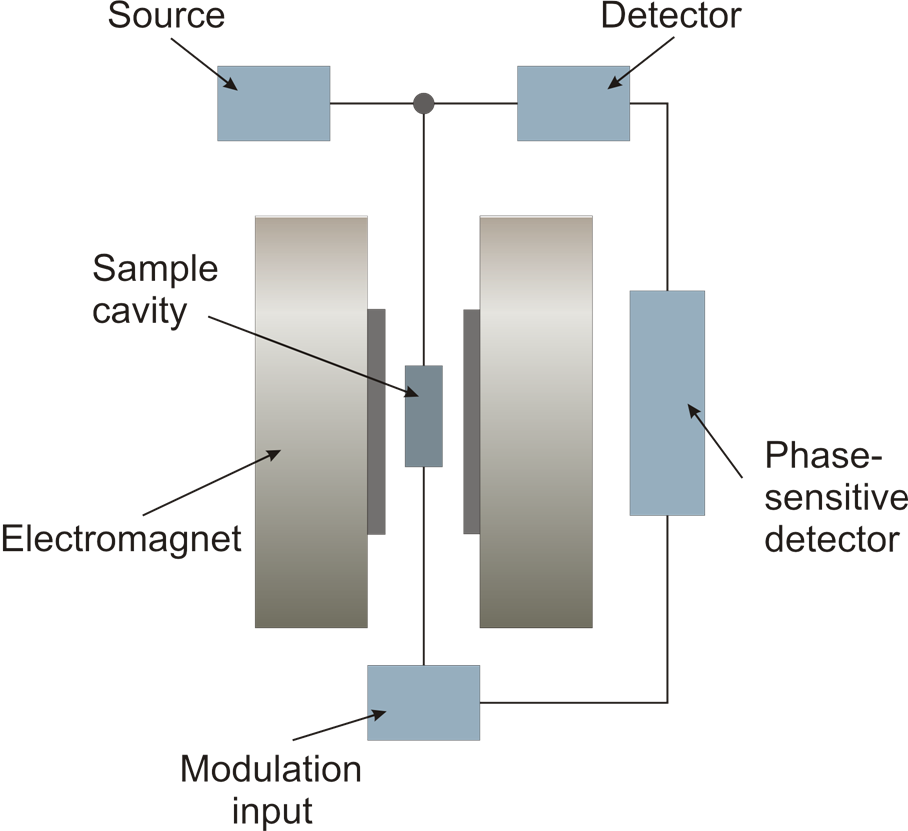 Source
Detector
Sample
cavity
Phase-
sensitive
detector
Electromagnet
Modulation
input